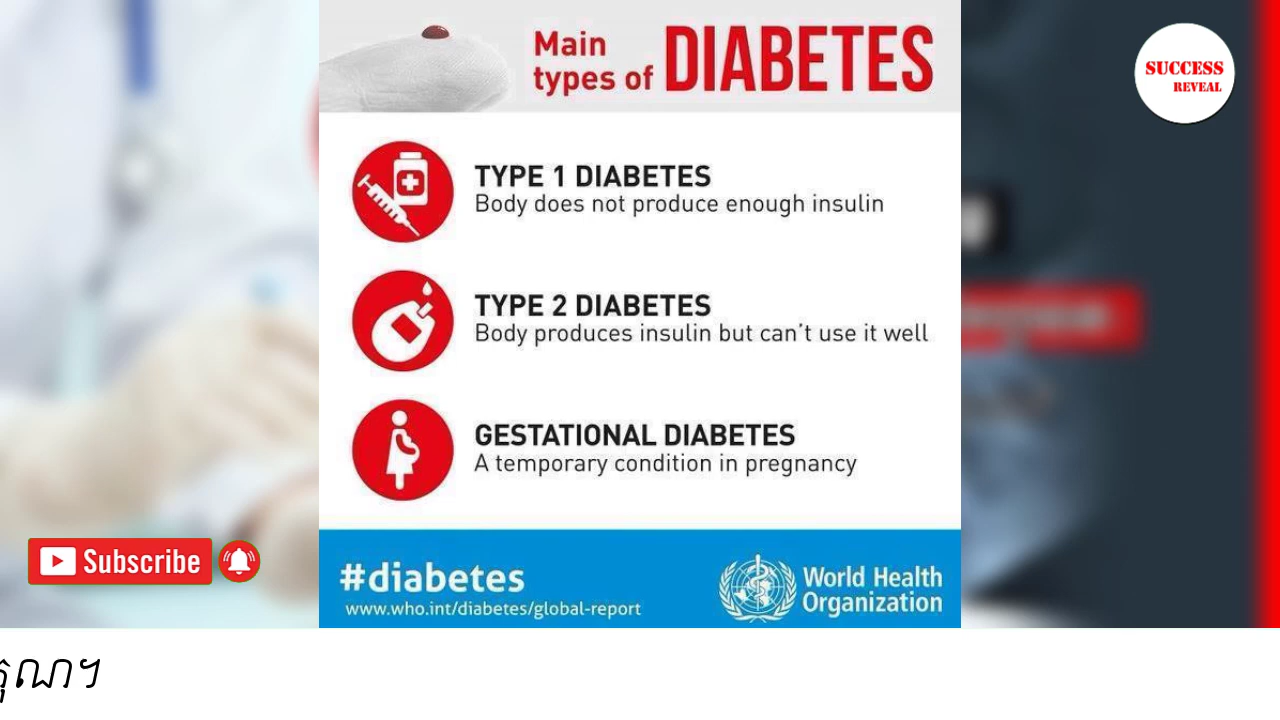 Main
types of DIABETES
SUCCESS
REVEAL
TYPE 1 DIABETES
Body does not produce enough insulin
TYPE 2 DIABETES
Body produces insulin but can't use it well
GESTATIONAL DIABETES
A temporary condition in pregnancy
Subscribe
#diabetes
www.who.int/diabetes/global-report
World Health
Organization